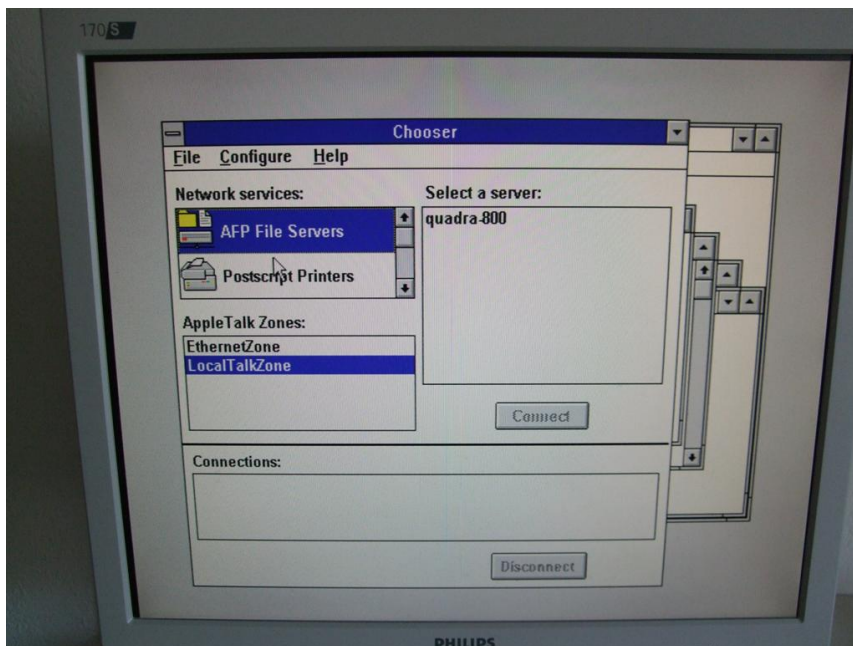 170 S
Chooser
File Configure Help
Network services:
AFP File Servers
Postscript Printers
Select a server:
quadra-800
AppleTalk Zones:
EthernetZone
LocalTalkZone
Connect
Connections:
Disconnect
PHILIPS